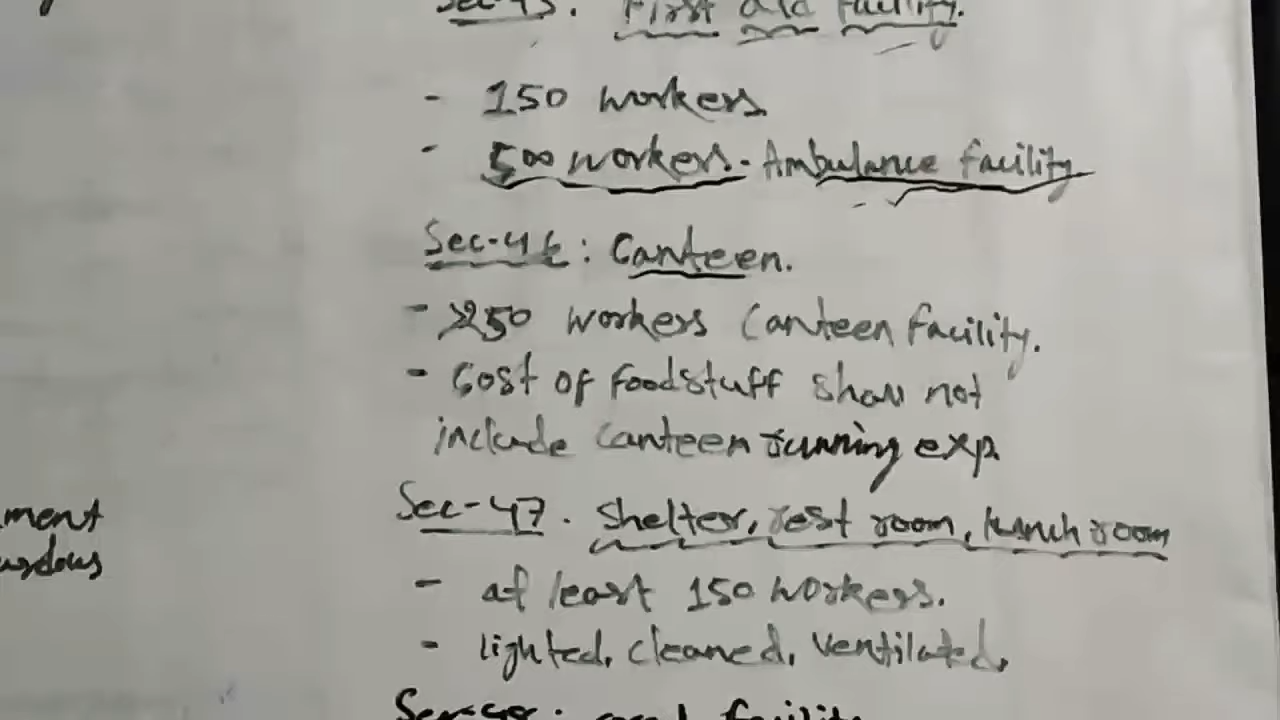 Sec-45. First aid facility.
- 150 workers
- 500 workers. Ambulance facility
Sec-46: Canteen.
- >250 workers canteen facility.
- Cost of foodstuff shall not
include canteen running exp
Sec-47. Shelter, rest room, lunch room
ment
- at least 150 workers.
- lighted, cleaned, ventilated,
facility